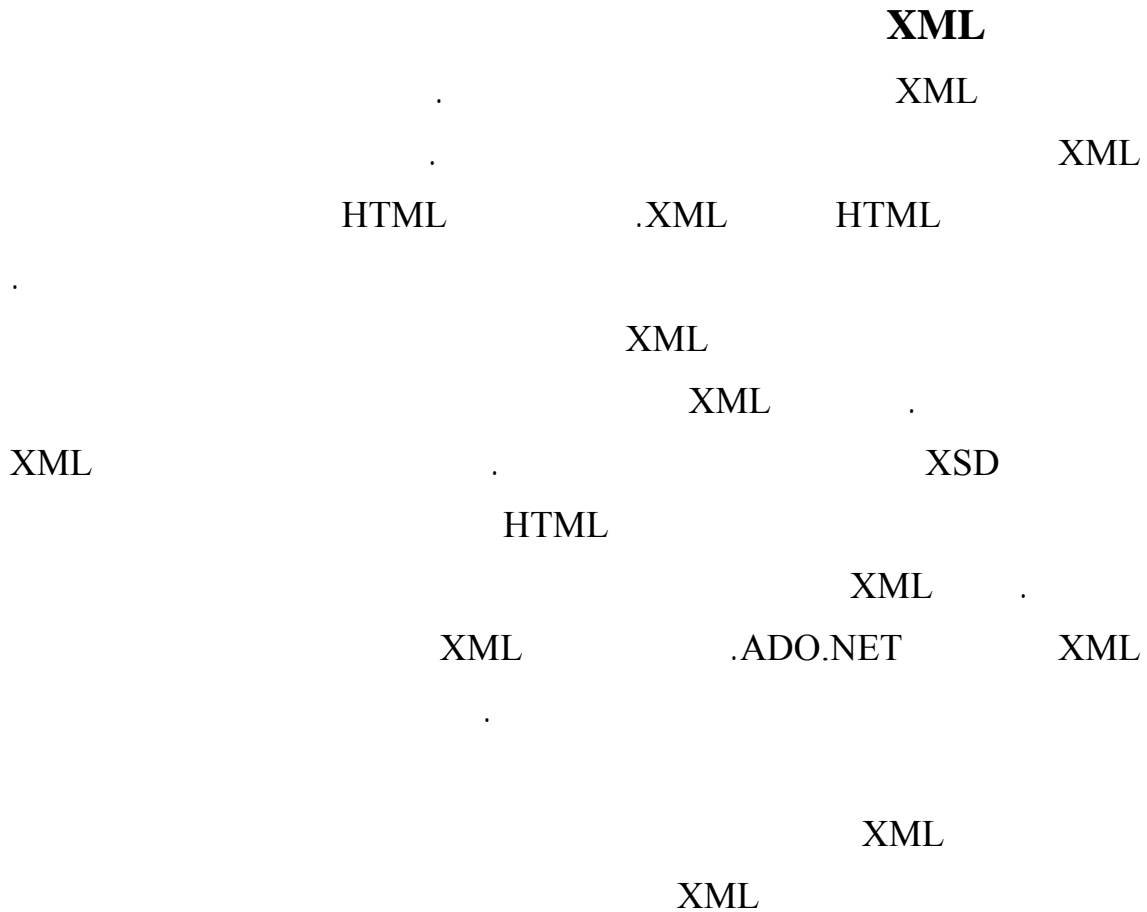 XML
XML .
XML .
HTML XML. HTML
.
XML
. XML
XSD . XML
HTML
. XML
XML ADO.NET. XML
.
XML
XML